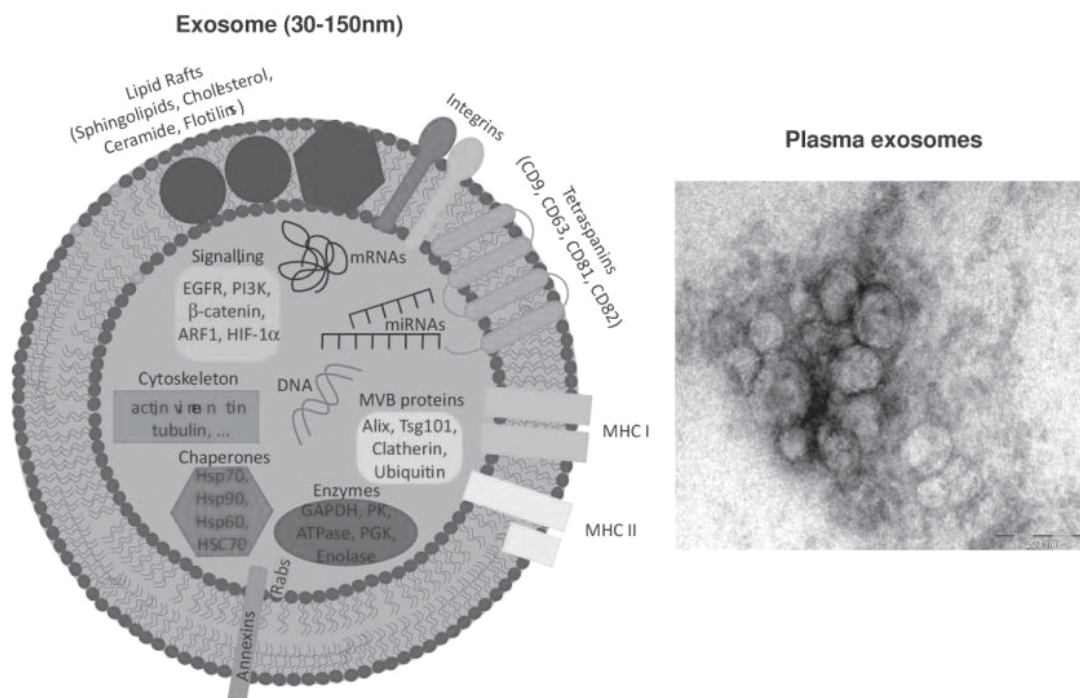 Exosome (30-150nm)
Lipid Rafts
(Sphingolipids, Cholesterol,
Ceramide, Flotilins)
Integrins
Tetraspanins
(CD9, CD63, CD81, CD82)
Signalling
EGFR, PI3K,
β-catenin,
ARF1, HIF-1α
mRNAs
miRNAs
Cytoskeleton
actin vimentin
tubulin, ...
DNA
MVB proteins
Alix, Tsg101,
Clatherin,
Ubiquitin
MHC I
Chaperones
Hsp70,
Hsp90,
Hsp60,
HSC70
Enzymes
GAPDH, PK,
ATPase, PGK,
Enolase
MHC II
(Rabs
Annexins
Plasma exosomes